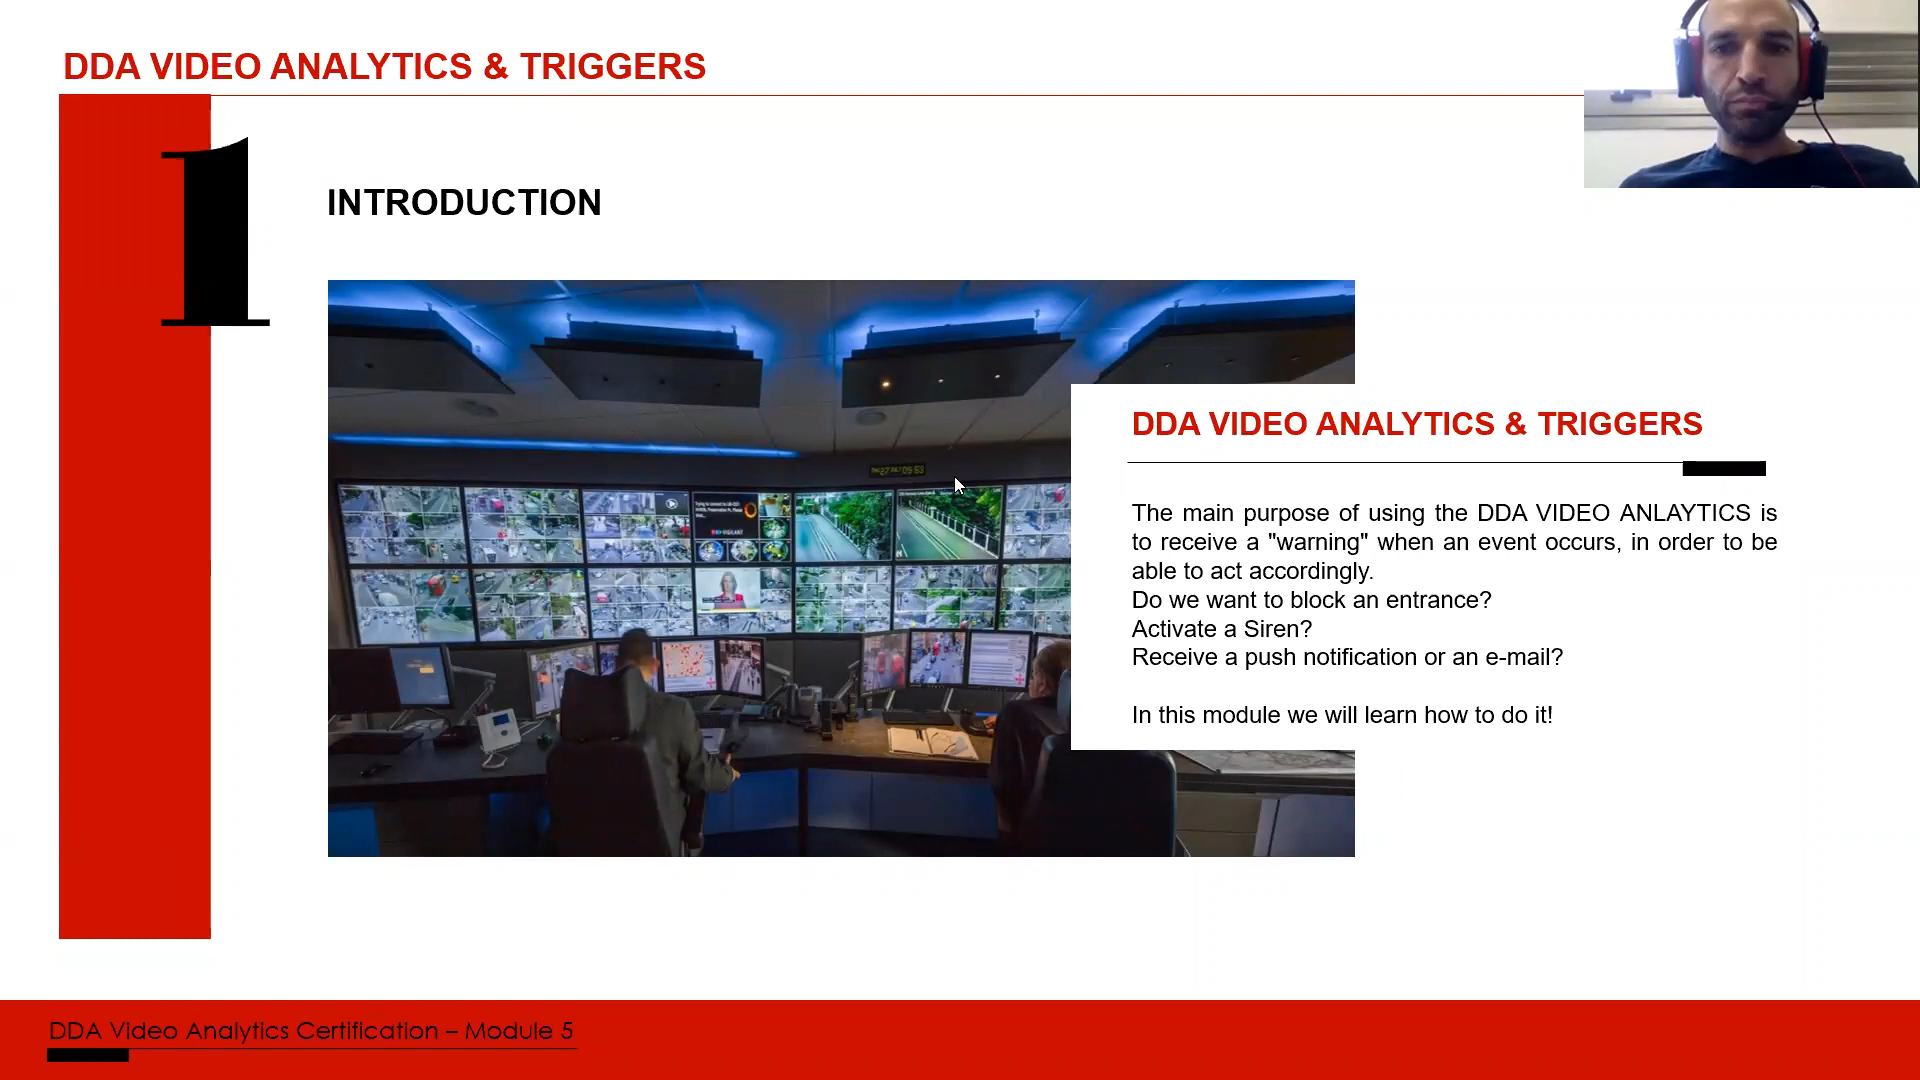 DDA VIDEO ANALYTICS & TRIGGERS
1
INTRODUCTION
DDA VIDEO ANALYTICS & TRIGGERS
The main purpose of using the DDA VIDEO ANLAYTICS is
to receive a "warning" when an event occurs, in order to be
able to act accordingly.
Do we want to block an entrance?
Activate a Siren?
Receive a push notification or an e-mail?
In this module we will learn how to do it!
DDA Video Analytics Certification – Module 5